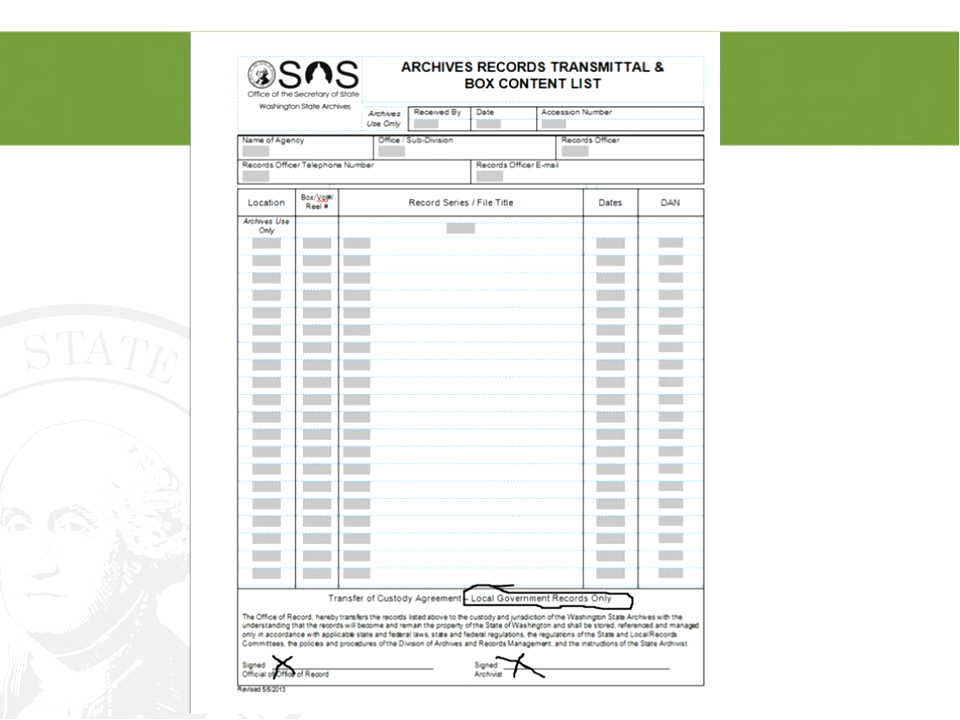 SOS
Office of the Secretary of State
Washington State Archives
ARCHIVES RECORDS TRANSMITTAL &
BOX CONTENT LIST
Archives Use Only
Received By
Date
Accession Number
Name of Agency
Office / Sub-Division
Records Officer
Records Officer Telephone Number
Records Officer E-mail
Location
Box/Vol#/
Reel #
Record Series / File Title
Dates
DAN
Archives Use
Only
Transfer of Custody Agreement – Local Government Records Only
The Office of Record, hereby transfers the records listed above to the custody and jurisdiction of the Washington State Archives with the
understanding that the records will become and remain the property of the State of Washington and shall be stored, referenced and managed
only in accordance with applicable state and federal laws, state and federal regulations, the regulations of the State and Local Records
Committees, the policies and procedures of the Division of Archives and Records Management, and the instructions of the State Archivist.
Signed
Official of Office of Record
Signed
Archivist
Revised 5/6/2013
STATE